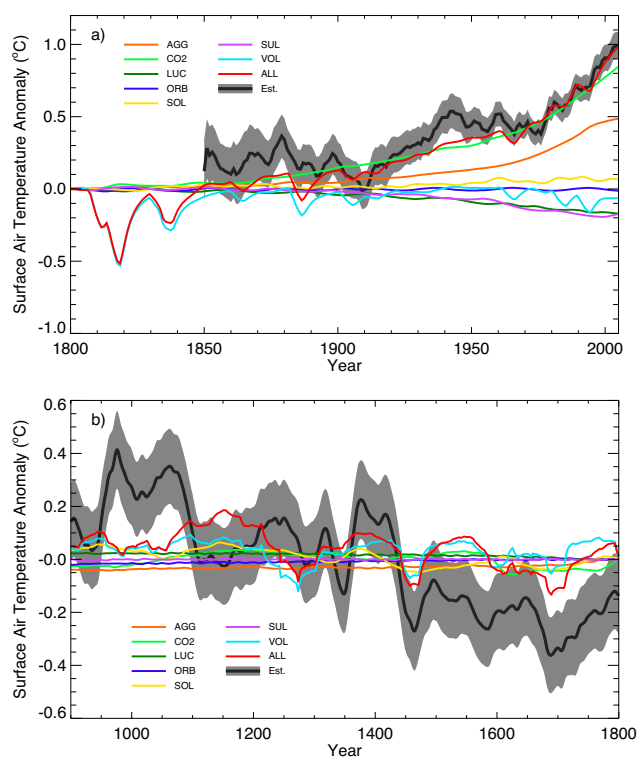 a)
AGG SUL
CO2 VOL
LUC ALL
ORB Est.
SOL
Surface Air Temperature Anomaly (°C)
1.0
0.5
0.0
-0.5
-1.0
1800 1850 1900 1950 2000
Year
b)
Surface Air Temperature Anomaly (°C)
0.6
0.4
0.2
-0.0
-0.2
-0.4
-0.6
AGG SUL
CO2 VOL
LUC ALL
ORB Est.
SOL
1000 1200 1400 1600 1800
Year